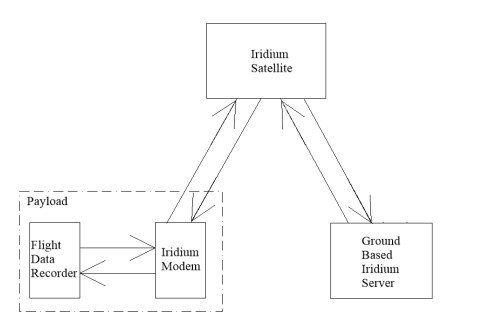 Iridium
Satellite
Payload
Flight
Data
Recorder
Iridium
Modem
Ground
Based
Iridium
Server